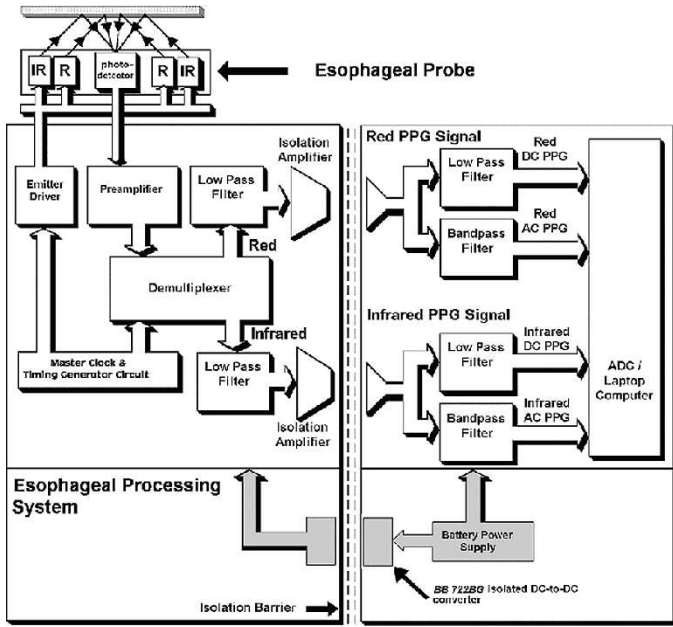 IR
R
photo-
detector
R
IR
Esophageal Probe
Isolation
Amplifier
Emitter
Driver
Preamplifier
Low Pass
Filter
Red
Demultiplexer
Infrared
Master Clock &
Timing Generator Circuit
Low Pass
Filter
Isolation
Amplifier
Red PPG Signal
Low Pass
Filter
Red
DC PPG
Bandpass
Filter
Red
AC PPG
Infrared PPG Signal
Low Pass
Filter
Infrared
DC PPG
Bandpass
Filter
Infrared
AC PPG
ADC /
Laptop
Computer
Esophageal Processing
System
Battery Power
Supply
BB 722BG isolated DC-to-DC
converter
Isolation Barrier